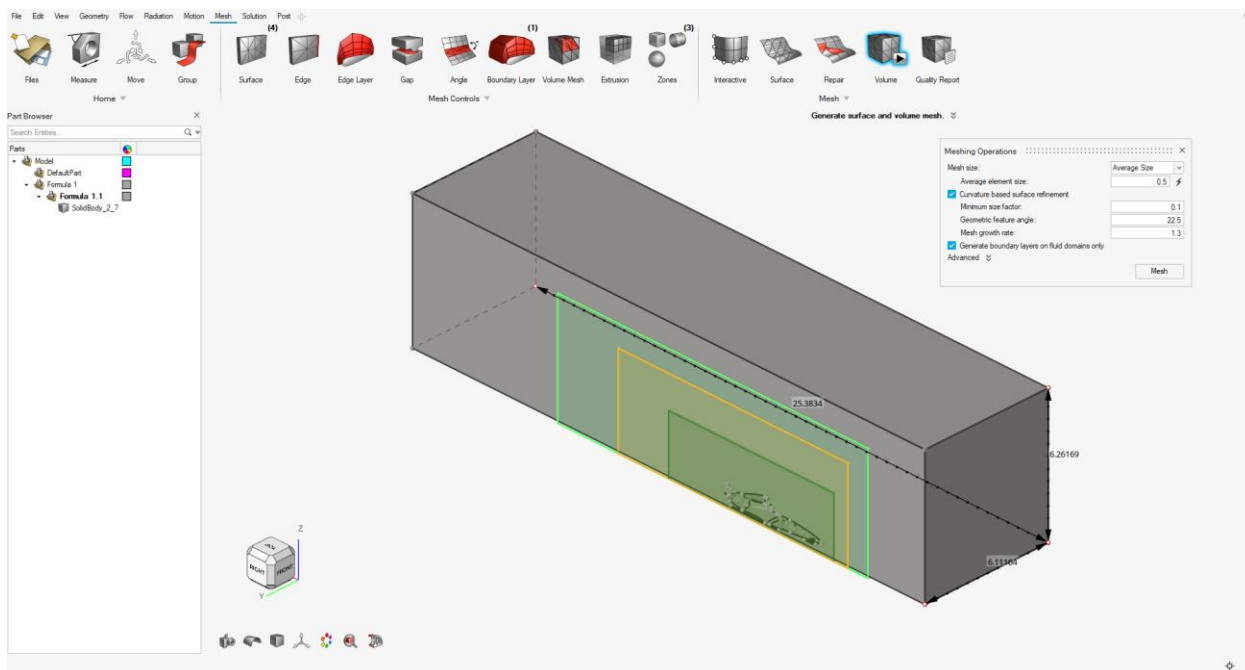 File Edit View Geometry Flow Radiation Motion Mesh Solution Post
(4) (1) (3)
Files Measure Move Group Surface Edge Edge Layer Gap Angle Boundary Layer Volume Mesh Extrusion Zones Interactive Surface Repair Volume Quality Report
Home Mesh Controls Mesh
Part Browser
Generate surface and volume mesh.
Search Entities...
Parts
Model
DefaultPart
Formula 1
Formula 1.1
SolidBody_2_7
Meshing Operations
Mesh size: Average Size
Average element size: 0.5
Curvature based surface refinement
Minimum size factor: 0.1
Geometric feature angle: 22.5
Mesh growth rate: 1.3
Generate boundary layers on fluid domains only
Advanced
Mesh
25.3834
6.26169
6.11164
Z
RIGHT FRONT
Y